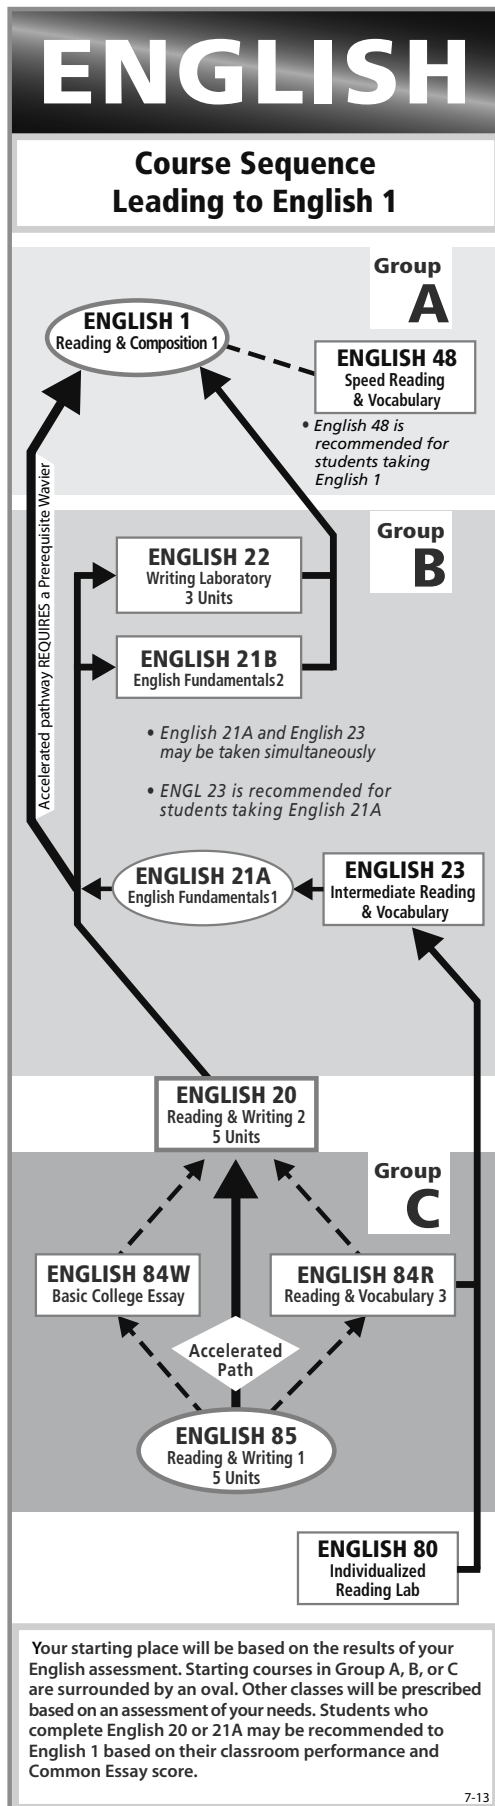 ENGLISH
Course Sequence
Leading to English 1
Group
A
ENGLISH 1
Reading & Composition 1
ENGLISH 48
Speed Reading
& Vocabulary
• English 48 is
recommended for
students taking
English 1
Accelerated pathway REQUIRES a Prerequisite Wavier
Group
B
ENGLISH 22
Writing Laboratory
3 Units
ENGLISH 21B
English Fundamentals2
• English 21A and English 23
may be taken simultaneously
• ENGL 23 is recommended for
students taking English 21A
ENGLISH 21A
English Fundamentals1
ENGLISH 23
Intermediate Reading
& Vocabulary
ENGLISH 20
Reading & Writing 2
5 Units
Group
C
ENGLISH 84W
Basic College Essay
ENGLISH 84R
Reading & Vocabulary 3
Accelerated
Path
ENGLISH 85
Reading & Writing 1
5 Units
ENGLISH 80
Individualized
Reading Lab
Your starting place will be based on the results of your
English assessment. Starting courses in Group A, B, or C
are surrounded by an oval. Other classes will be prescribed
based on an assessment of your needs. Students who
complete English 20 or 21A may be recommended to
English 1 based on their classroom performance and
Common Essay score.
7-13